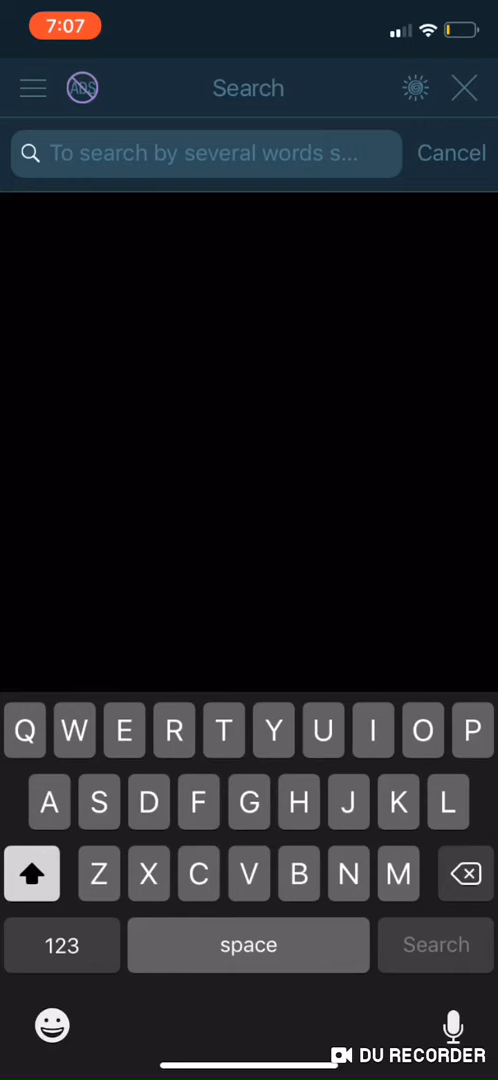 7:07
ADS
Search
To search by several words s...
Cancel
Q W E R T Y U I O P
A S D F G H J K L
Z X C V B N M
123
space
Search
DU RECORDER